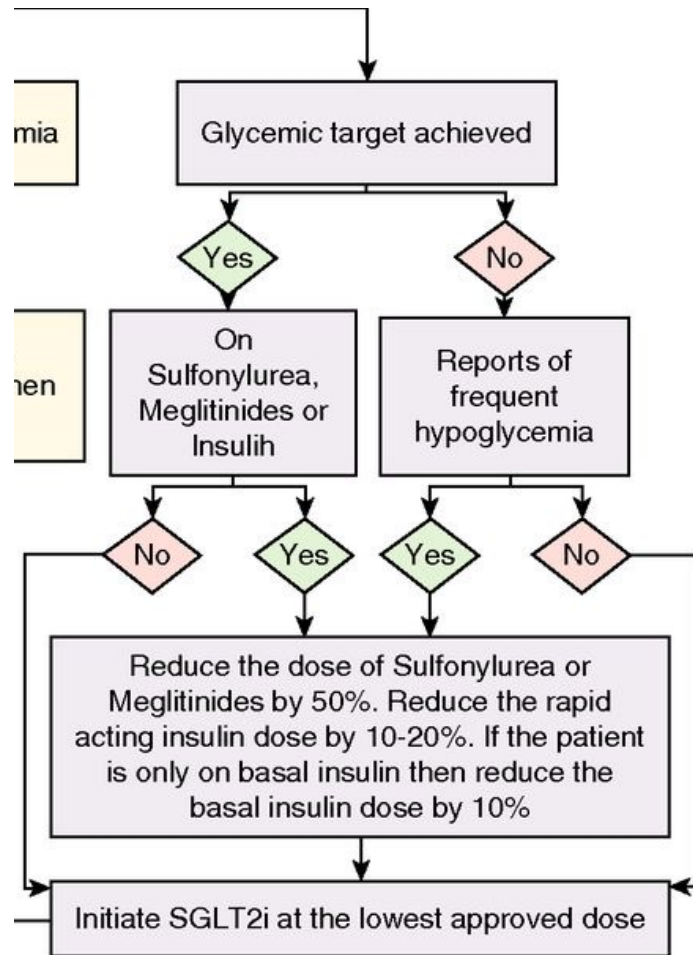 mia
Glycemic target achieved
Yes
No
nen
On
Sulfonylurea,
Meglitinides or
Insulih
Reports of
frequent
hypoglycemia
No
Yes
Yes
No
Reduce the dose of Sulfonylurea or
Meglitinides by 50%. Reduce the rapid
acting insulin dose by 10-20%. If the patient
is only on basal insulin then reduce the
basal insulin dose by 10%
Initiate SGLT2i at the lowest approved dose